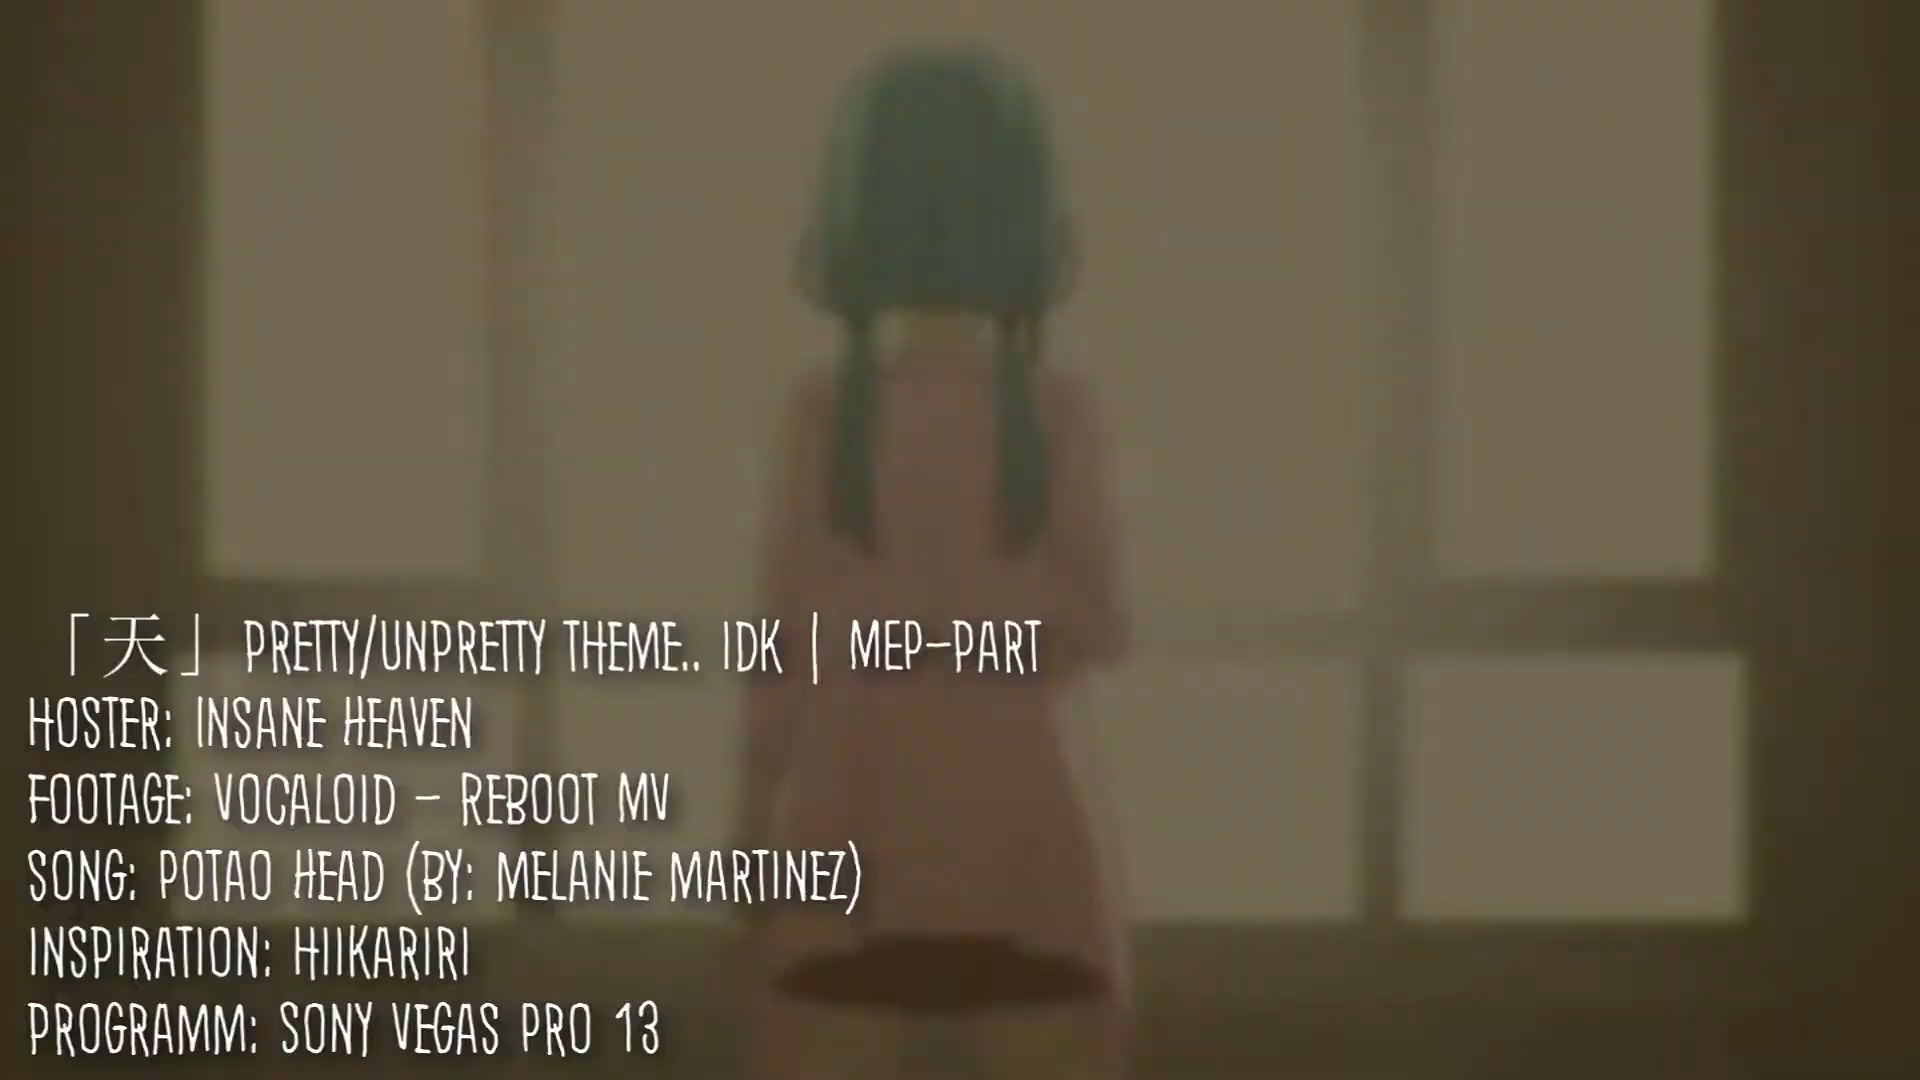 「天」 PRETTY/UNPRETTY THEME.. IDK | MEP-PART
HOSTER: INSANE HEAVEN
FOOTAGE: VOCALOID - REBOOT MV
SONG: POTAO HEAD (BY: MELANIE MARTINEZ)
INSPIRATION: HIIKARIRI
PROGRAMM: SONY VEGAS PRO 13